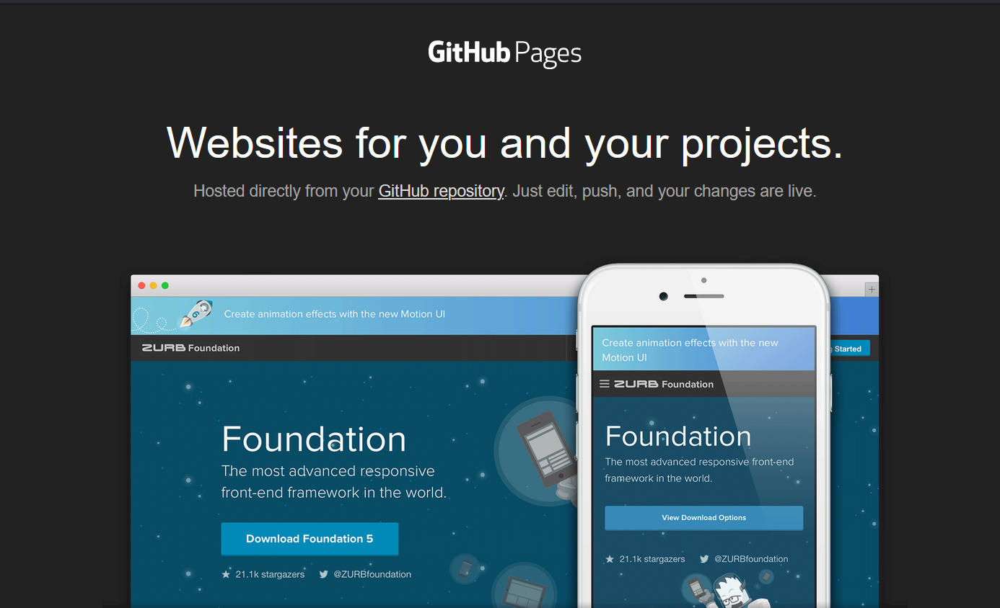 GitHub Pages
Websites for you and your projects.
Hosted directly from your GitHub repository. Just edit, push, and your changes are live.
Create animation effects with the new Motion UI
ZURB Foundation
Foundation
The most advanced responsive
front-end framework in the world.
Download Foundation 5
21.1k stargazers @ZURBfoundation
Create animation effects with the new
Motion UI
ZURB Foundation
Foundation
The most advanced responsive front-end
framework in the world.
View Download Options
21.1k stargazers @ZURBfoundation
Started